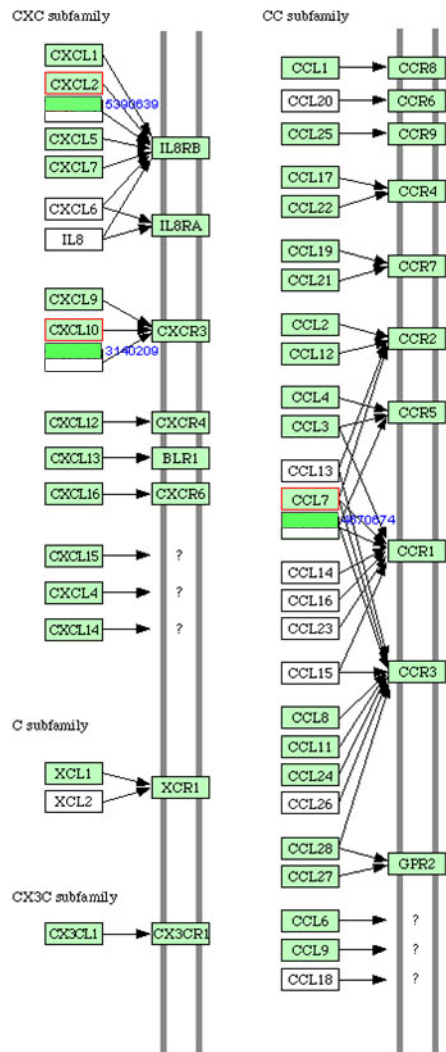 CXC subfamily
CXCL1
CXCL2
5390639
CXCL5
CXCL7
CXCL6
IL8
IL8RB
IL8RA
CXCL9
CXCL10
3140209
CXCR3
CXCL12
CXCR4
CXCL13
BLR1
CXCL16
CXCR6
CXCL15
?
CXCL4
?
CXCL14
?
C subfamily
XCL1
XCL2
XCR1
CX3C subfamily
CX3CL1
CX3CR1
CC subfamily
CCL1
CCR8
CCL20
CCR6
CCL25
CCR9
CCL17
CCL22
CCR4
CCL19
CCL21
CCR7
CCL2
CCL12
CCR2
CCL4
CCL3
CCR5
CCL13
CCL7
4670674
CCR1
CCL14
CCL16
CCL23
CCL15
CCR3
CCL8
CCL11
CCL24
CCL26
CCL28
CCL27
GPR2
CCL6
?
CCL9
?
CCL18
?